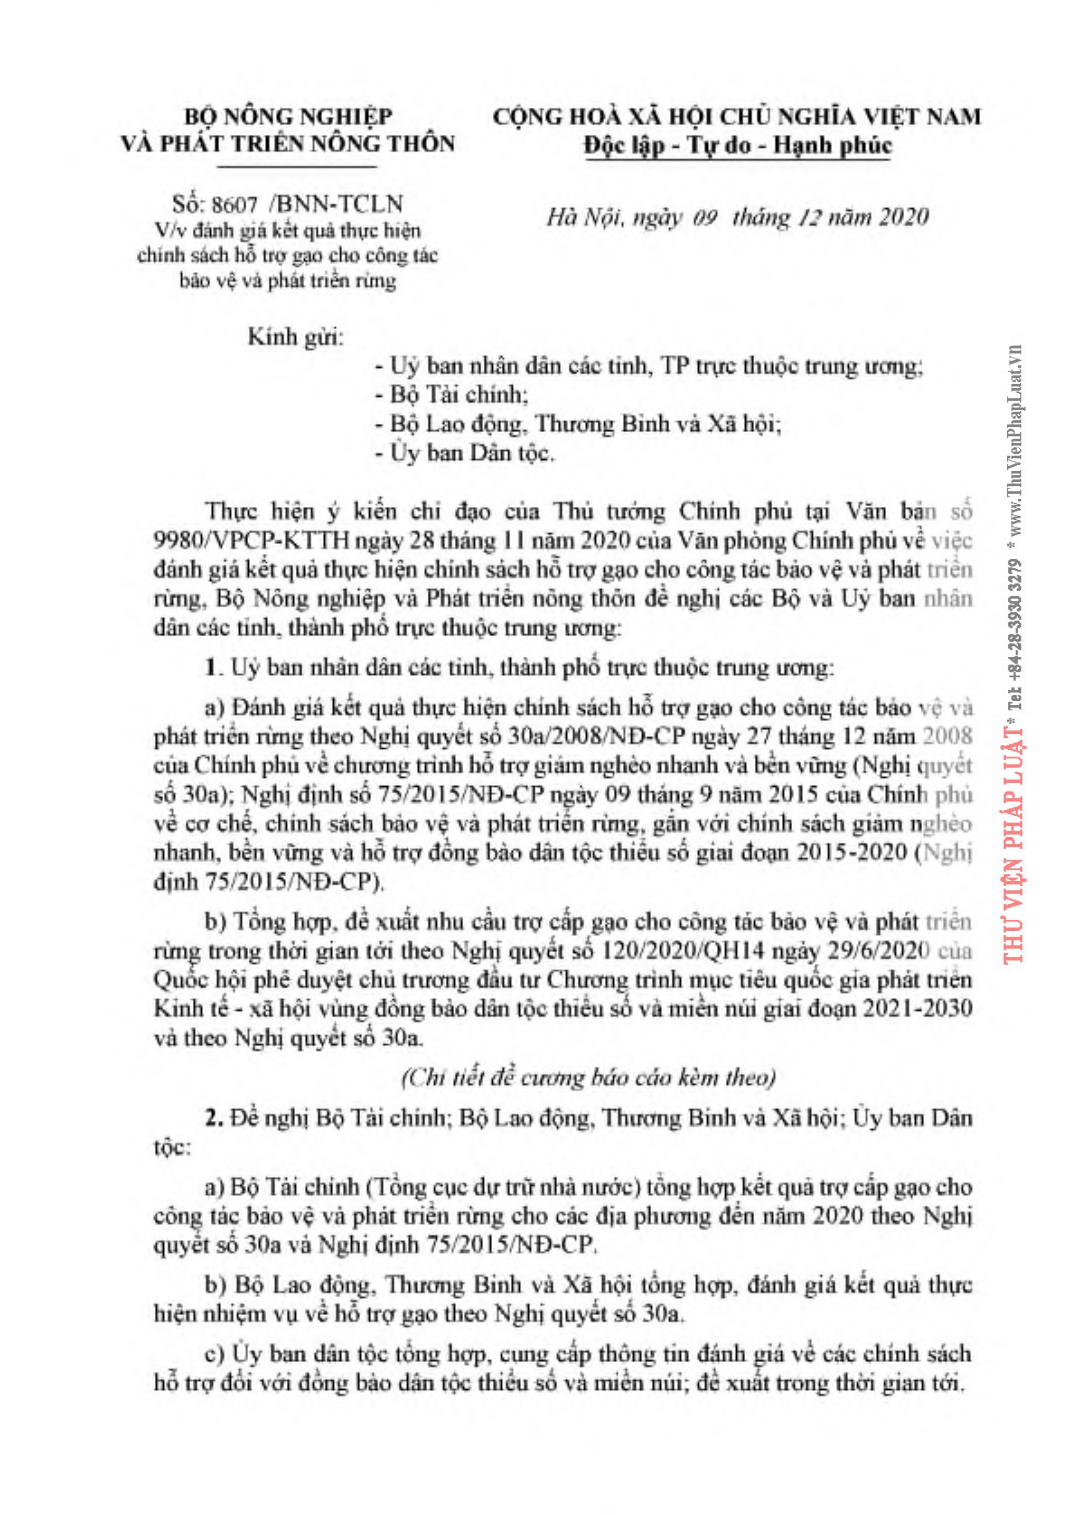 BỘ NÔNG NGHIỆP
VÀ PHÁT TRIỂN NÔNG THÔN
CỘNG HOÀ XÃ HỘI CHỦ NGHĨA VIỆT NAM
Độc lập - Tự do - Hạnh phúc
Số: 8607 /BNN-TCLN
V/v đánh giá kết quả thực hiện
chính sách hỗ trợ gạo cho công tác
bảo vệ và phát triển rừng
Hà Nội, ngày 09 tháng 12 năm 2020
Kính gửi:
- Uỷ ban nhân dân các tỉnh, TP trực thuộc trung ương;
- Bộ Tài chính;
- Bộ Lao động, Thương Binh và Xã hội;
- Ủy ban Dân tộc.
Thực hiện ý kiến chỉ đạo của Thủ tướng Chính phủ tại Văn bản số
9980/VPCP-KTTH ngày 28 tháng 11 năm 2020 của Văn phòng Chính phủ về việc
đánh giá kết quả thực hiện chính sách hỗ trợ gạo cho công tác bảo vệ và phát triển
rừng, Bộ Nông nghiệp và Phát triển nông thôn đề nghị các Bộ và Uỷ ban nhân
dân các tỉnh, thành phố trực thuộc trung ương:
1. Uỷ ban nhân dân các tỉnh, thành phố trực thuộc trung ương:
a) Đánh giá kết quả thực hiện chính sách hỗ trợ gạo cho công tác bảo vệ và
phát triển rừng theo Nghị quyết số 30a/2008/NĐ-CP ngày 27 tháng 12 năm 2008
của Chính phủ về chương trình hỗ trợ giảm nghèo nhanh và bền vững (Nghị quyết
số 30a); Nghị định số 75/2015/NĐ-CP ngày 09 tháng 9 năm 2015 của Chính phủ
về cơ chế, chính sách bảo vệ và phát triển rừng, gắn với chính sách giảm nghèo
nhanh, bền vững và hỗ trợ đồng bào dân tộc thiểu số giai đoạn 2015-2020 (Nghị
định 75/2015/NĐ-CP).
b) Tổng hợp, đề xuất nhu cầu trợ cấp gạo cho công tác bảo vệ và phát triển
rừng trong thời gian tới theo Nghị quyết số 120/2020/QH14 ngày 29/6/2020 của
Quốc hội phê duyệt chủ trương đầu tư Chương trình mục tiêu quốc gia phát triển
Kinh tế - xã hội vùng đồng bào dân tộc thiểu số và miền núi giai đoạn 2021-2030
và theo Nghị quyết số 30a.
(Chi tiết đề cương báo cáo kèm theo)
2. Đề nghị Bộ Tài chính; Bộ Lao động, Thương Binh và Xã hội; Ủy ban Dân
tộc:
a) Bộ Tài chính (Tổng cục dự trữ nhà nước) tổng hợp kết quả trợ cấp gạo cho
công tác bảo vệ và phát triển rừng cho các địa phương đến năm 2020 theo Nghị
quyết số 30a và Nghị định 75/2015/NĐ-CP.
b) Bộ Lao động, Thương Binh và Xã hội tổng hợp, đánh giá kết quả thực
hiện nhiệm vụ về hỗ trợ gạo theo Nghị quyết số 30a.
c) Ủy ban dân tộc tổng hợp, cung cấp thông tin đánh giá về các chính sách
hỗ trợ đối với đồng bào dân tộc thiểu số và miền núi; đề xuất trong thời gian tới.
THƯ VIỆN PHÁP LUẬT * Tel: +84-28-3930 3279 * www.ThuVienPhapLuat.vn